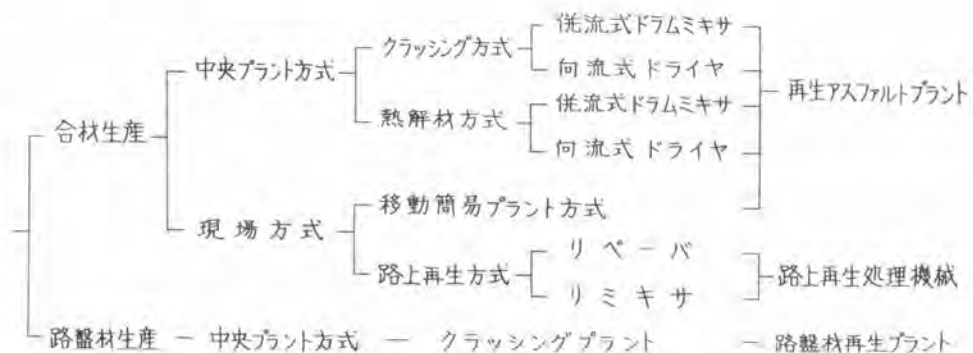 併流式ドラムミキサ
クラッシング方式
中央プラント方式
向流式ドライヤ
再生アスファルトプラント
併流式ドラムミキサ
熱解材方式
合材生産
向流式ドライヤ
移動簡易プラント方式
現場方式
リペーバ
路上再生方式
路上再生処理機械
リミキサ
路盤材生産 ー 中央プラント方式 ー クラッシングプラント ー 路盤材再生プラント